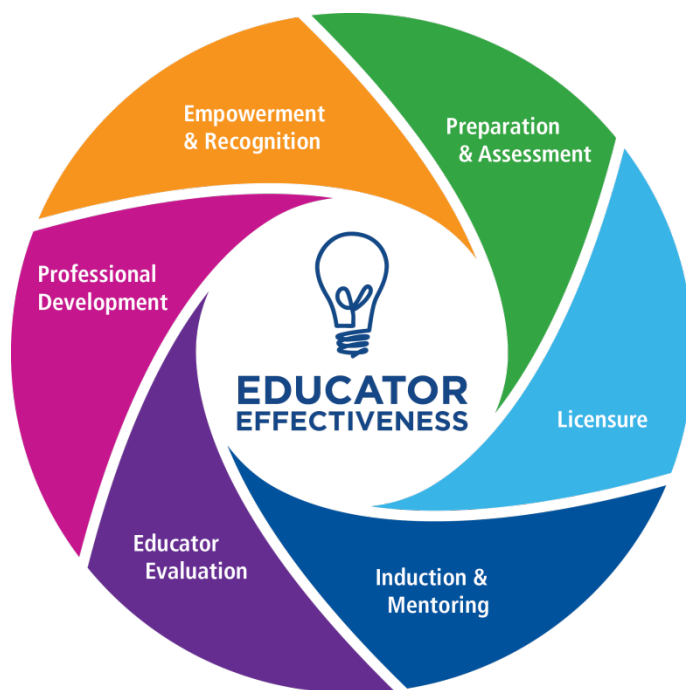 Empowerment
& Recognition
Preparation
& Assessment
Professional
Development
EDUCATOR
EFFECTIVENESS
Licensure
Educator
Evaluation
Induction &
Mentoring